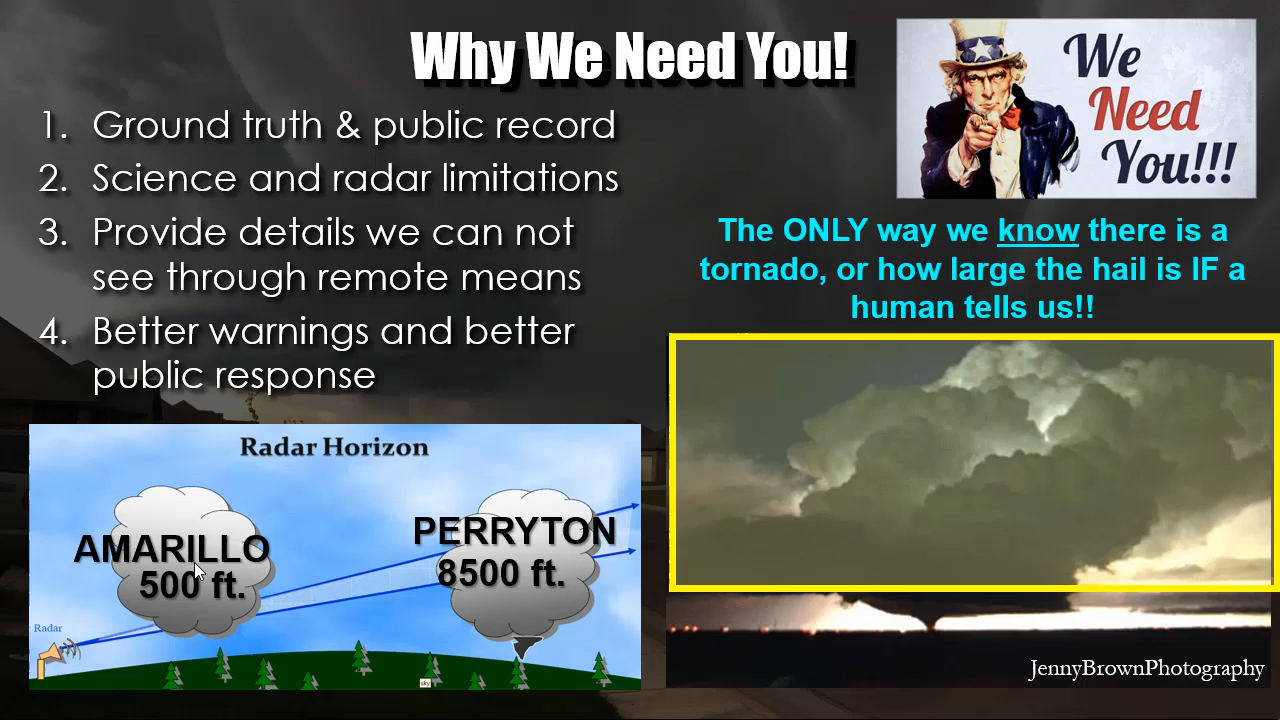 Why We Need You!
We
Need
You!!!
1. Ground truth & public record
2. Science and radar limitations
3. Provide details we can not
see through remote means
4. Better warnings and better
public response
The ONLY way we know there is a
tornado, or how large the hail is IF a
human tells us!!
Radar Horizon
AMARILLO
500 ft.
PERRYTON
8500 ft.
Radar
sky
JennyBrownPhotography